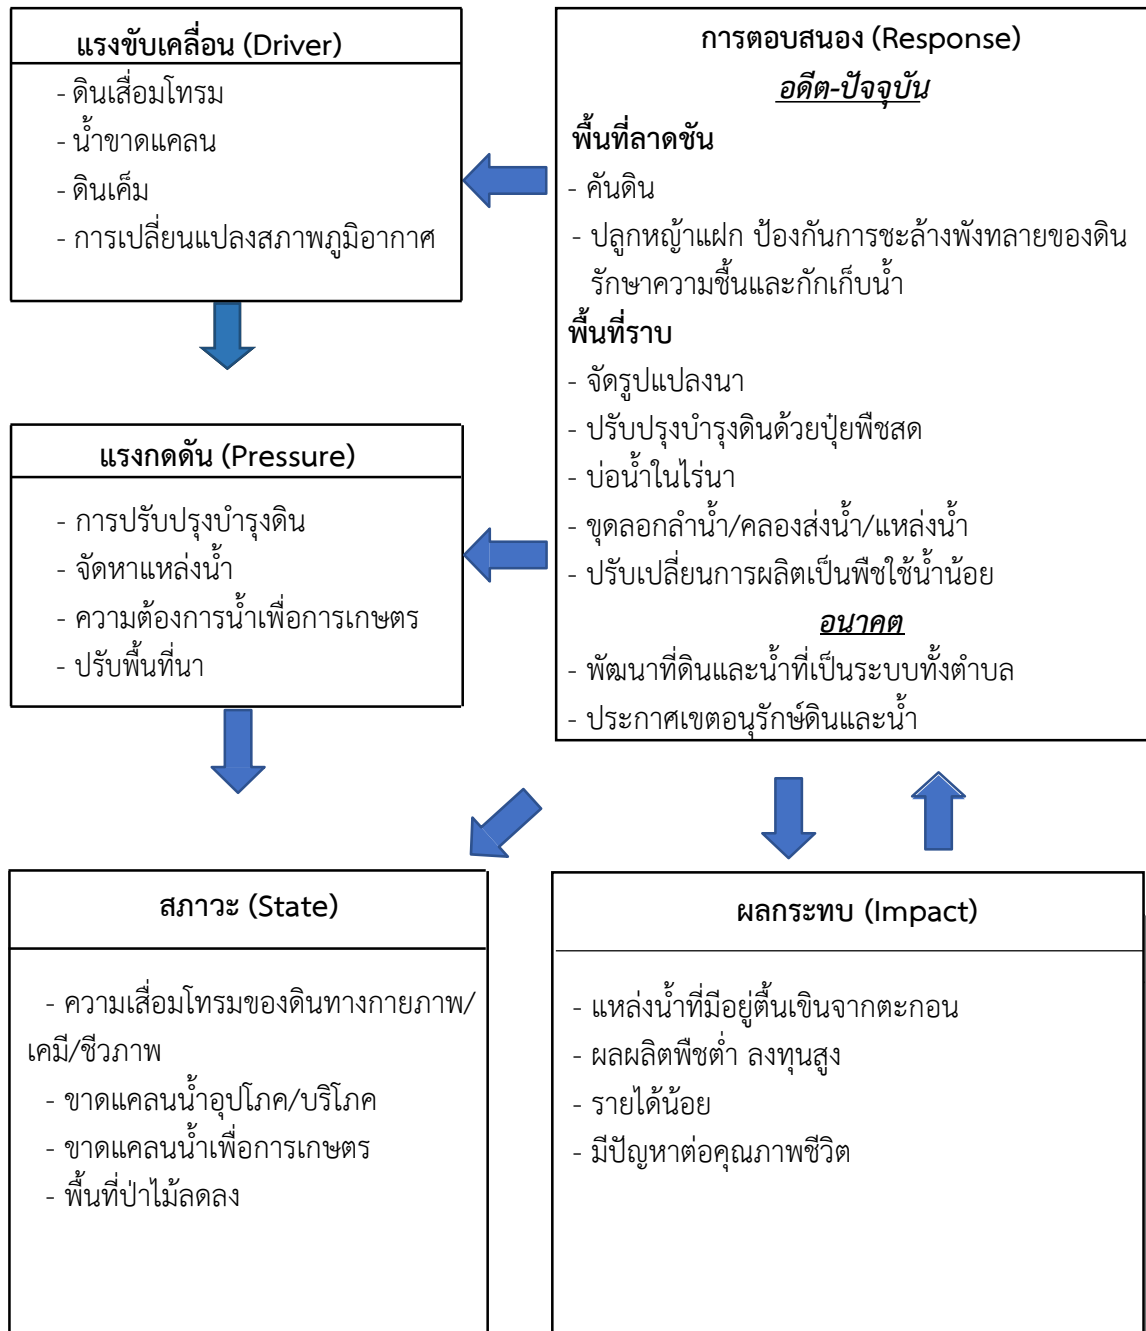 แรงขับเคลื่อน (Driver)
- ดินเสื่อมโทรม
- น้ำขาดแคลน
- ดินเค็ม
- การเปลี่ยนแปลงสภาพภูมิอากาศ
แรงกดดัน (Pressure)
- การปรับปรุงบำรุงดิน
- จัดหาแหล่งน้ำ
- ความต้องการน้ำเพื่อการเกษตร
- ปรับพื้นที่นา
การตอบสนอง (Response)
อดีต-ปัจจุบัน
พื้นที่ลาดชัน
- คันดิน
- ปลูกหญ้าแฝก ป้องกันการชะล้างพังทลายของดิน
รักษาความชื้นและกักเก็บน้ำ
พื้นที่ราบ
- จัดรูปแปลงนา
- ปรับปรุงบำรุงดินด้วยปุ๋ยพืชสด
- บ่อน้ำในไร่นา
- ขุดลอกลำน้ำ/คลองส่งน้ำ/แหล่งน้ำ
- ปรับเปลี่ยนการผลิตเป็นพืชใช้น้ำน้อย
อนาคต
- พัฒนาที่ดินและน้ำที่เป็นระบบทั้งตำบล
- ประกาศเขตอนุรักษ์ดินและน้ำ
สภาวะ (State)
- ความเสื่อมโทรมของดินทางกายภาพ/
เคมี/ชีวภาพ
- ขาดแคลนน้ำอุปโภค/บริโภค
- ขาดแคลนน้ำเพื่อการเกษตร
- พื้นที่ป่าไม้ลดลง
ผลกระทบ (Impact)
- แหล่งน้ำที่มีอยู่ตื้นเขินจากตะกอน
- ผลผลิตพืชต่ำ ลงทุนสูง
- รายได้น้อย
- มีปัญหาต่อคุณภาพชีวิต